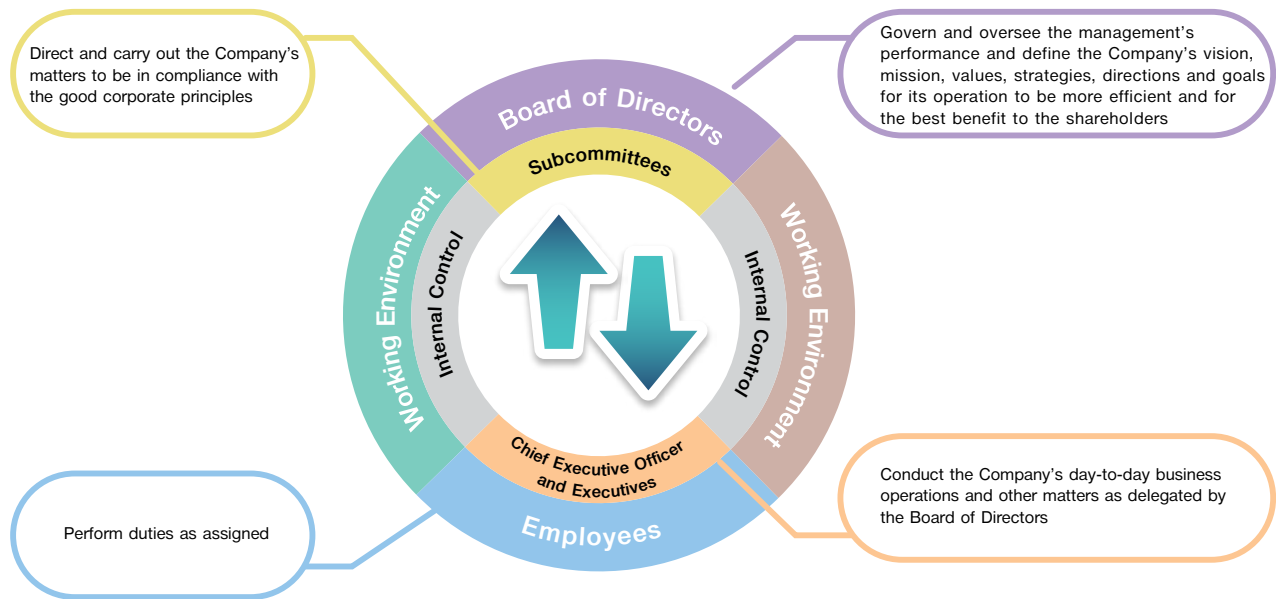 Direct and carry out the Company's
matters to be in compliance with
the good corporate principles
Govern and oversee the management's
performance and define the Company's vision,
mission, values, strategies, directions and goals
for its operation to be more efficient and for
the best benefit to the shareholders
Board of Directors
Subcommittees
Working Environment
Internal Control
Internal Control
Working Environment
Chief Executive Officer
and Executives
Employees
Perform duties as assigned
Conduct the Company's day-to-day business
operations and other matters as delegated by
the Board of Directors